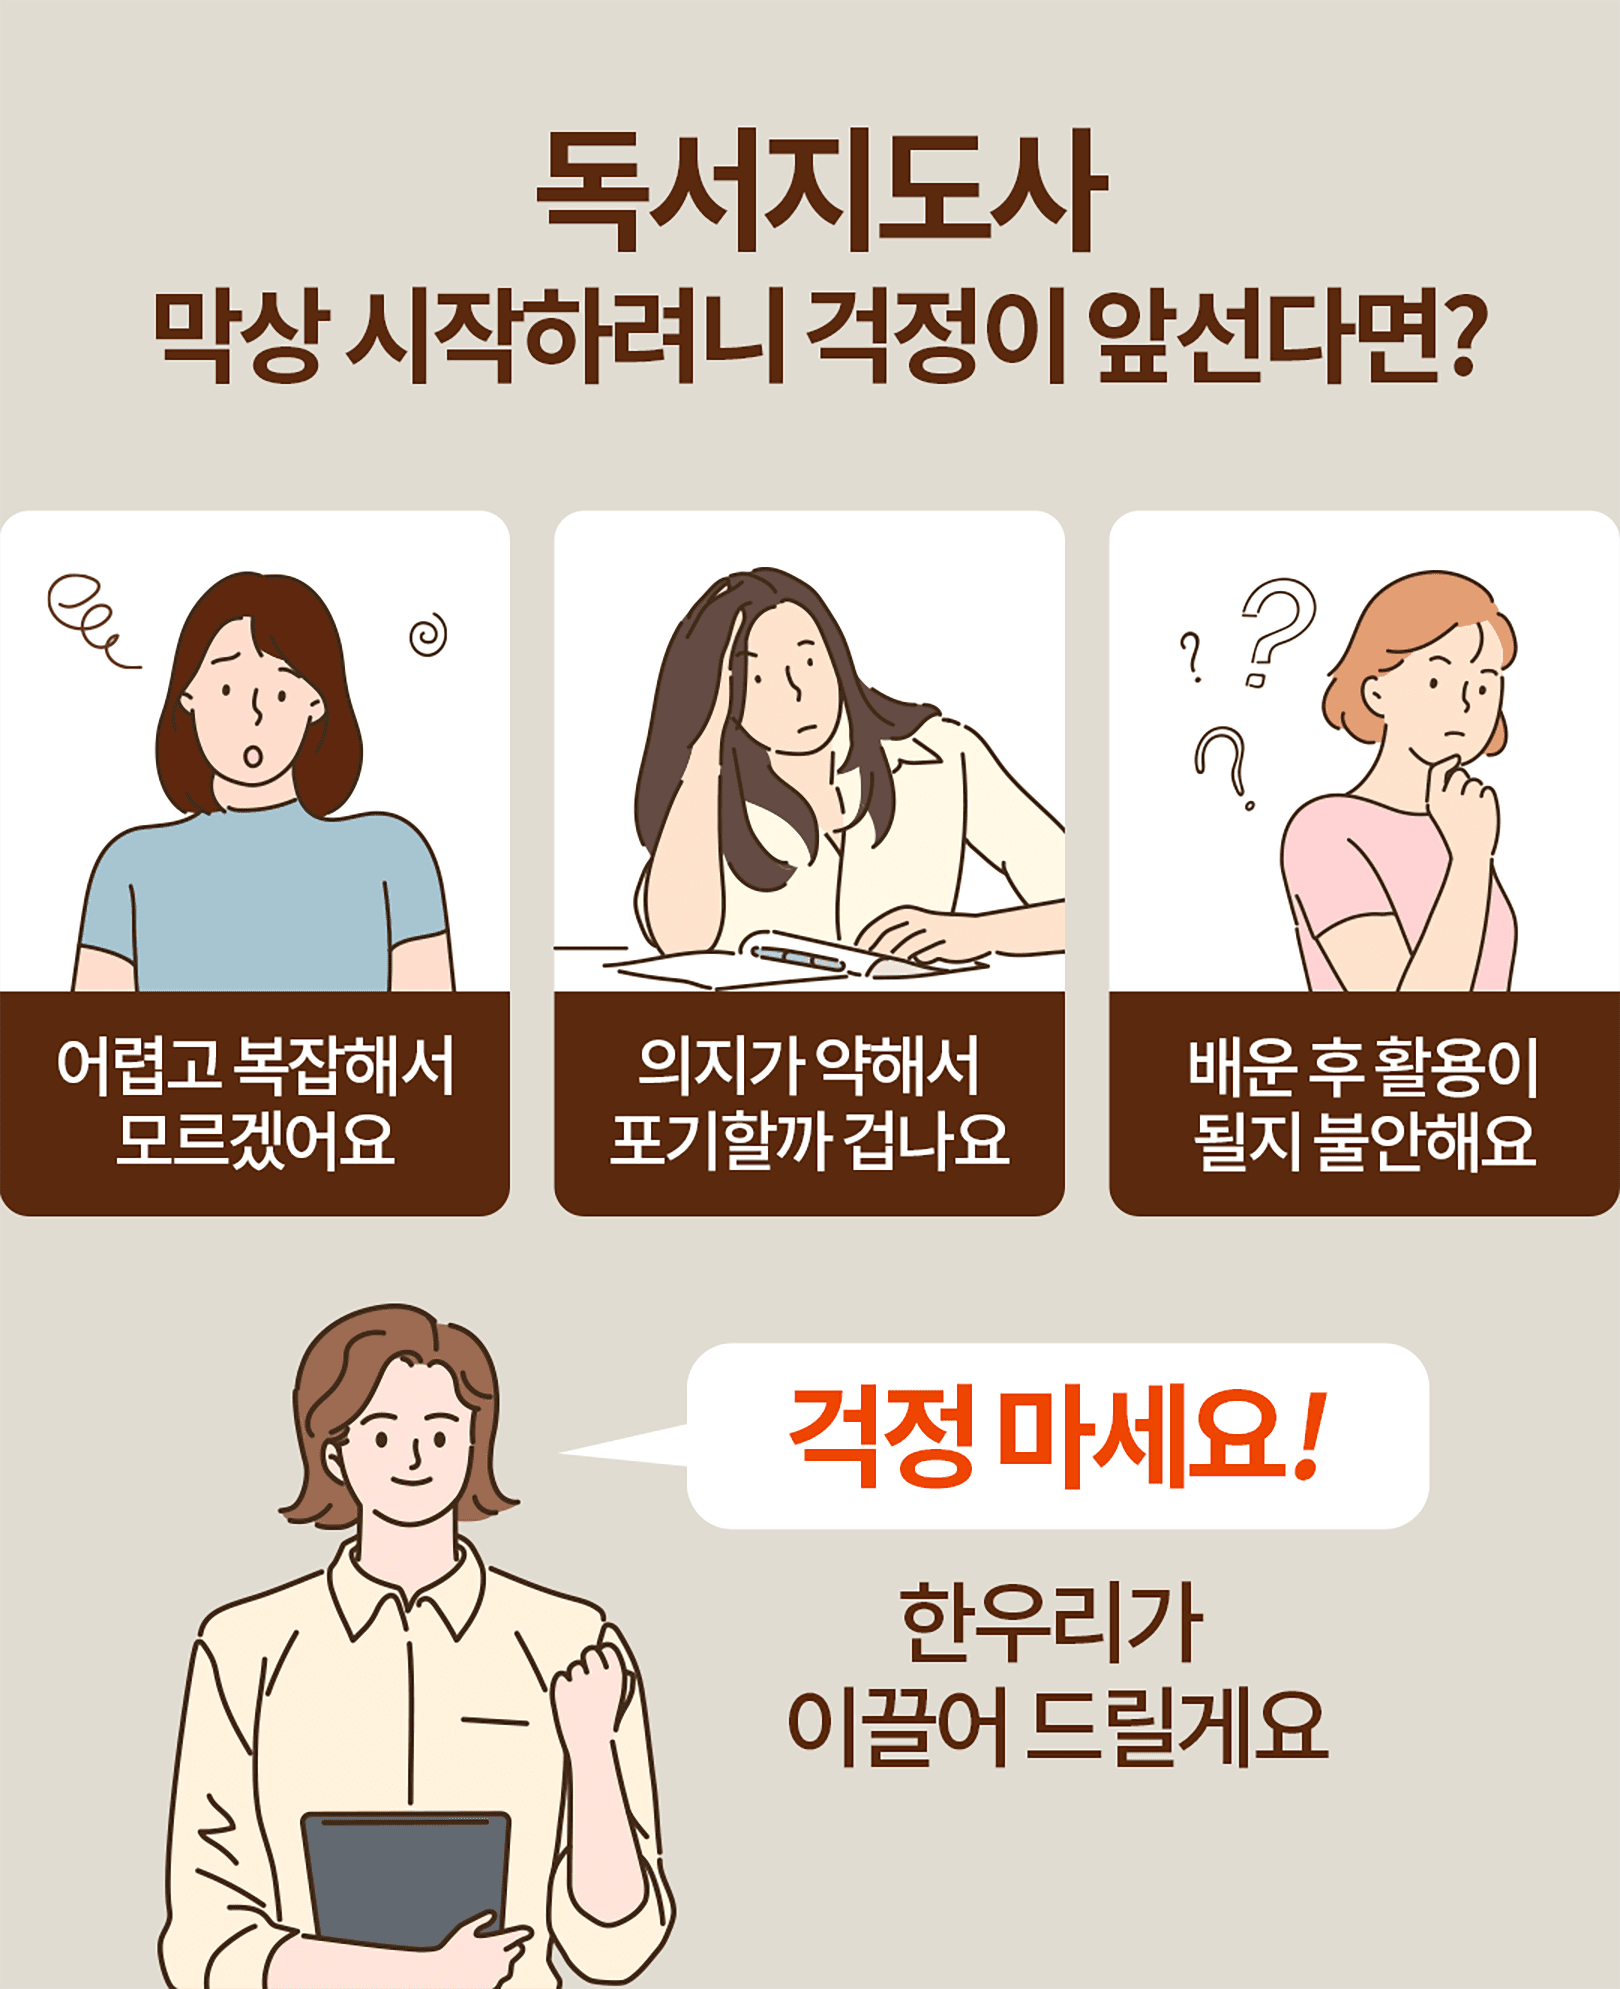 독서지도사
막상 시작하려니 걱정이 앞선다면?
어렵고 복잡해서
모르겠어요
의지가 약해서
포기할까 겁나요
배운 후 활용이
될지 불안해요
걱정 마세요!
한우리가
이끌어 드릴게요